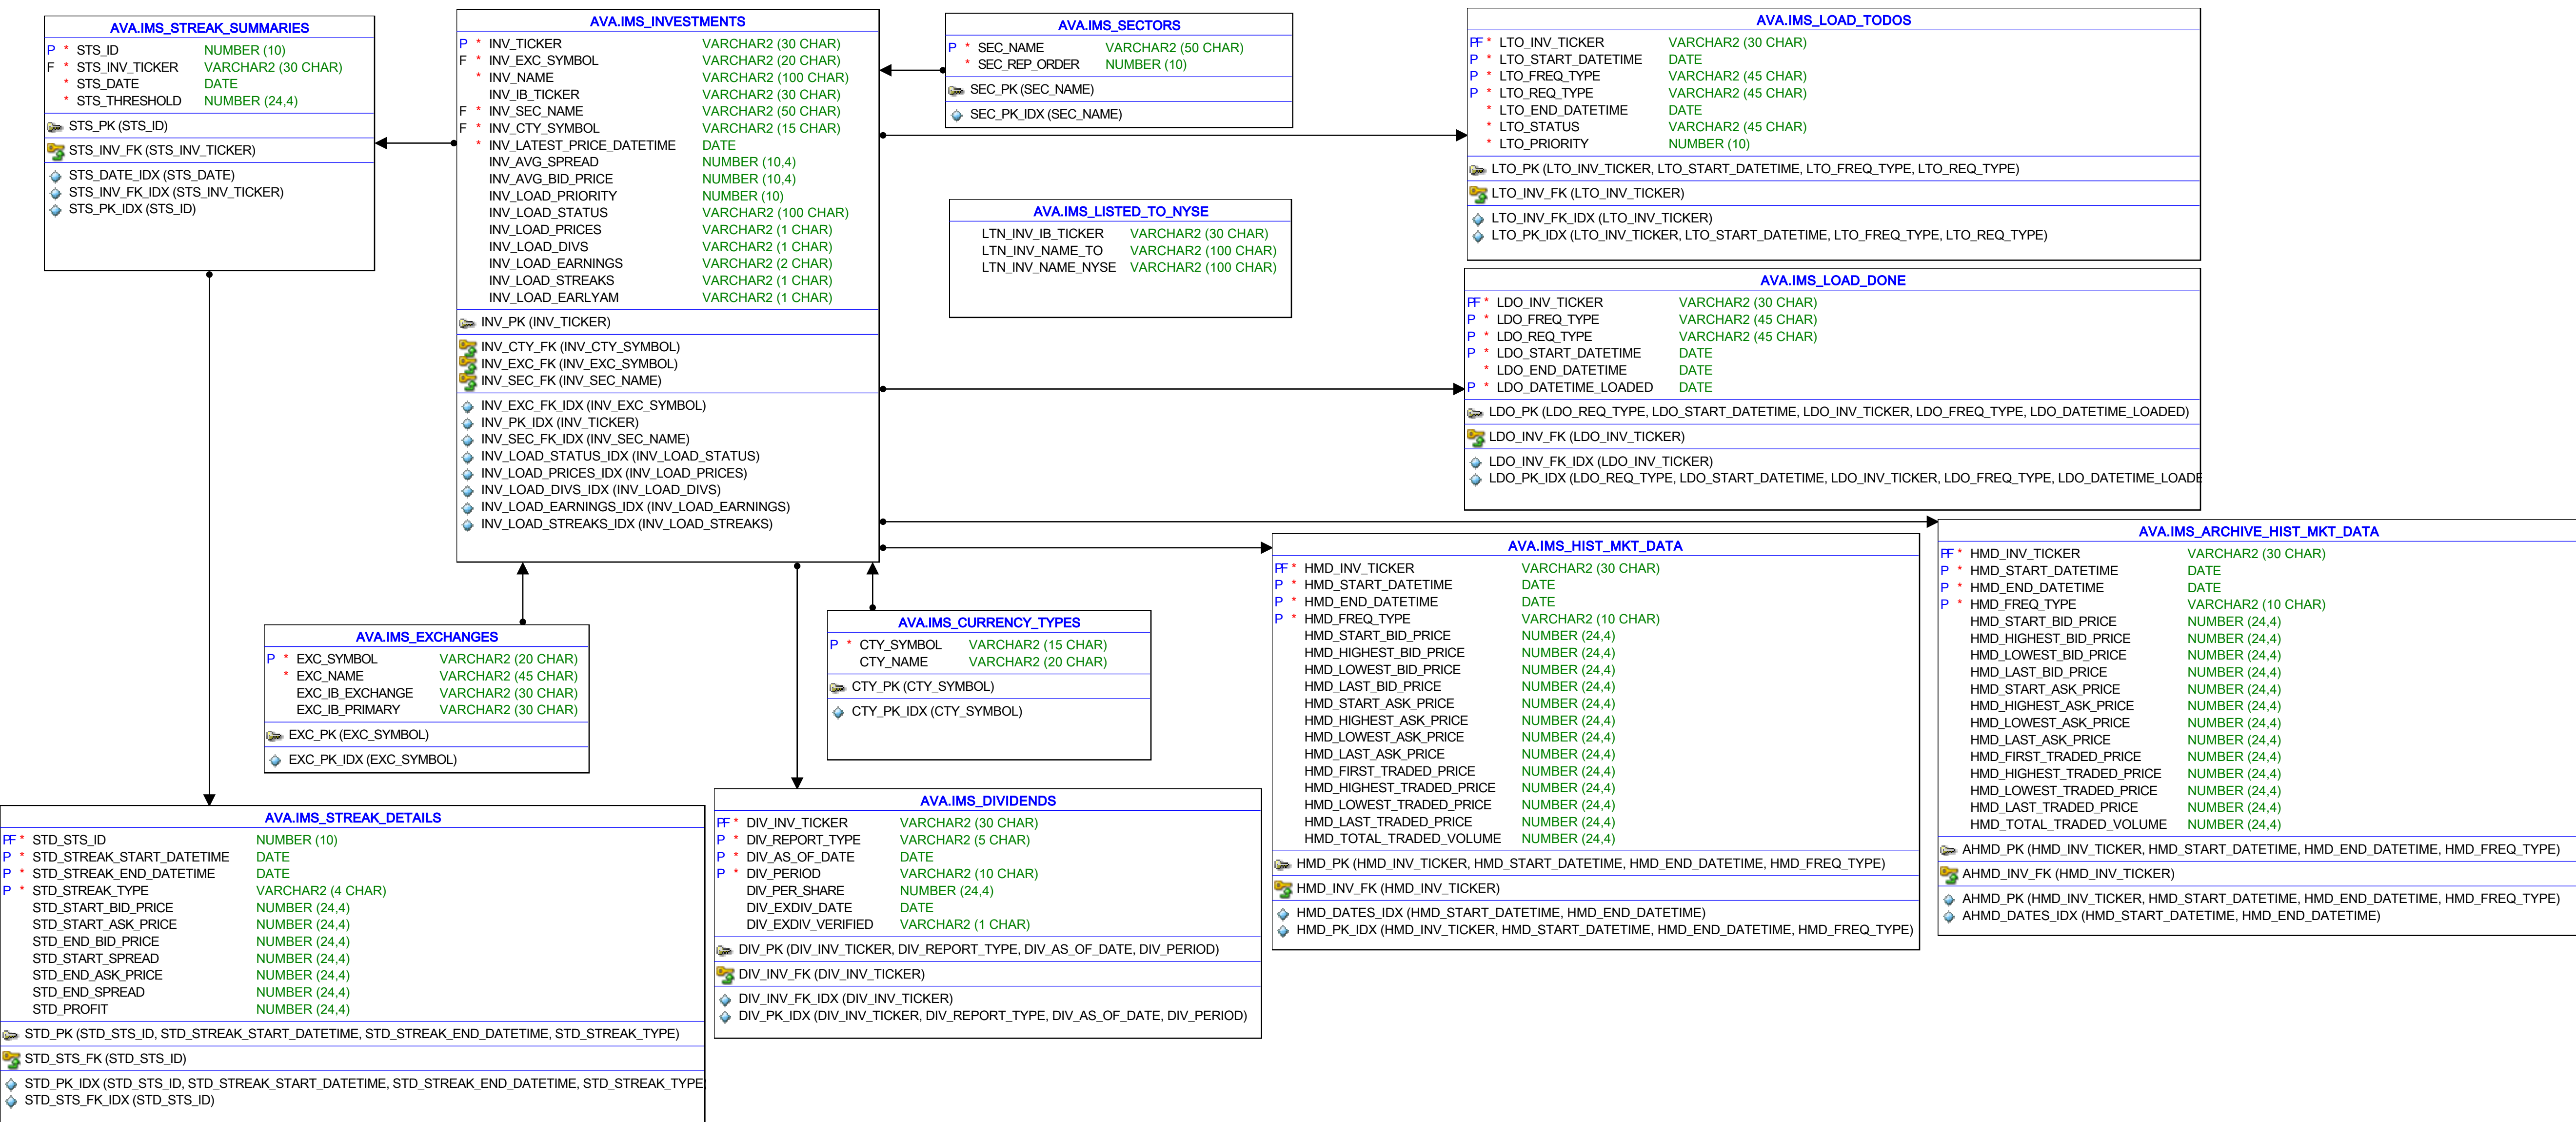 AVA.IMS_STREAK_SUMMARIES
P * STS_ID NUMBER (10)
F * STS_INV_TICKER VARCHAR2 (30 CHAR)
* STS_DATE DATE
* STS_THRESHOLD NUMBER (24,4)
STS_PK (STS_ID)
STS_INV_FK (STS_INV_TICKER)
STS_DATE_IDX (STS_DATE)
STS_INV_FK_IDX (STS_INV_TICKER)
STS_PK_IDX (STS_ID)
AVA.IMS_INVESTMENTS
P * INV_TICKER VARCHAR2 (30 CHAR)
F * INV_EXC_SYMBOL VARCHAR2 (20 CHAR)
* INV_NAME VARCHAR2 (100 CHAR)
INV_IB_TICKER VARCHAR2 (30 CHAR)
F * INV_SEC_NAME VARCHAR2 (50 CHAR)
F * INV_CTY_SYMBOL VARCHAR2 (15 CHAR)
* INV_LATEST_PRICE_DATETIME DATE
INV_AVG_SPREAD NUMBER (10,4)
INV_AVG_BID_PRICE NUMBER (10,4)
INV_LOAD_PRIORITY NUMBER (10)
INV_LOAD_STATUS VARCHAR2 (100 CHAR)
INV_LOAD_PRICES VARCHAR2 (1 CHAR)
INV_LOAD_DIVS VARCHAR2 (1 CHAR)
INV_LOAD_EARNINGS VARCHAR2 (2 CHAR)
INV_LOAD_STREAKS VARCHAR2 (1 CHAR)
INV_LOAD_EARLYAM VARCHAR2 (1 CHAR)
INV_PK (INV_TICKER)
INV_CTY_FK (INV_CTY_SYMBOL)
INV_EXC_FK (INV_EXC_SYMBOL)
INV_SEC_FK (INV_SEC_NAME)
INV_EXC_FK_IDX (INV_EXC_SYMBOL)
INV_PK_IDX (INV_TICKER)
INV_SEC_FK_IDX (INV_SEC_NAME)
INV_LOAD_STATUS_IDX (INV_LOAD_STATUS)
INV_LOAD_PRICES_IDX (INV_LOAD_PRICES)
INV_LOAD_DIVS_IDX (INV_LOAD_DIVS)
INV_LOAD_EARNINGS_IDX (INV_LOAD_EARNINGS)
INV_LOAD_STREAKS_IDX (INV_LOAD_STREAKS)
AVA.IMS_SECTORS
P * SEC_NAME VARCHAR2 (50 CHAR)
* SEC_REP_ORDER NUMBER (10)
SEC_PK (SEC_NAME)
SEC_PK_IDX (SEC_NAME)
AVA.IMS_LISTED_TO_NYSE
LTN_INV_IB_TICKER VARCHAR2 (30 CHAR)
LTN_INV_NAME_TO VARCHAR2 (100 CHAR)
LTN_INV_NAME_NYSE VARCHAR2 (100 CHAR)
AVA.IMS_LOAD_TODOS
PF * LTO_INV_TICKER VARCHAR2 (30 CHAR)
P * LTO_START_DATETIME DATE
P * LTO_FREQ_TYPE VARCHAR2 (45 CHAR)
P * LTO_REQ_TYPE VARCHAR2 (45 CHAR)
* LTO_END_DATETIME DATE
* LTO_STATUS VARCHAR2 (45 CHAR)
* LTO_PRIORITY NUMBER (10)
LTO_PK (LTO_INV_TICKER, LTO_START_DATETIME, LTO_FREQ_TYPE, LTO_REQ_TYPE)
LTO_INV_FK (LTO_INV_TICKER)
LTO_INV_FK_IDX (LTO_INV_TICKER)
LTO_PK_IDX (LTO_INV_TICKER, LTO_START_DATETIME, LTO_FREQ_TYPE, LTO_REQ_TYPE)
AVA.IMS_LOAD_DONE
PF * LDO_INV_TICKER VARCHAR2 (30 CHAR)
P * LDO_FREQ_TYPE VARCHAR2 (45 CHAR)
P * LDO_REQ_TYPE VARCHAR2 (45 CHAR)
P * LDO_START_DATETIME DATE
* LDO_END_DATETIME DATE
P * LDO_DATETIME_LOADED DATE
LDO_PK (LDO_REQ_TYPE, LDO_START_DATETIME, LDO_INV_TICKER, LDO_FREQ_TYPE, LDO_DATETIME_LOADED)
LDO_INV_FK (LDO_INV_TICKER)
LDO_INV_FK_IDX (LDO_INV_TICKER)
LDO_PK_IDX (LDO_REQ_TYPE, LDO_START_DATETIME, LDO_INV_TICKER, LDO_FREQ_TYPE, LDO_DATETIME_LOADE
AVA.IMS_HIST_MKT_DATA
PF * HMD_INV_TICKER VARCHAR2 (30 CHAR)
P * HMD_START_DATETIME DATE
P * HMD_END_DATETIME DATE
P * HMD_FREQ_TYPE VARCHAR2 (10 CHAR)
HMD_START_BID_PRICE NUMBER (24,4)
HMD_HIGHEST_BID_PRICE NUMBER (24,4)
HMD_LOWEST_BID_PRICE NUMBER (24,4)
HMD_LAST_BID_PRICE NUMBER (24,4)
HMD_START_ASK_PRICE NUMBER (24,4)
HMD_HIGHEST_ASK_PRICE NUMBER (24,4)
HMD_LOWEST_ASK_PRICE NUMBER (24,4)
HMD_LAST_ASK_PRICE NUMBER (24,4)
HMD_FIRST_TRADED_PRICE NUMBER (24,4)
HMD_HIGHEST_TRADED_PRICE NUMBER (24,4)
HMD_LOWEST_TRADED_PRICE NUMBER (24,4)
HMD_LAST_TRADED_PRICE NUMBER (24,4)
HMD_TOTAL_TRADED_VOLUME NUMBER (24,4)
HMD_PK (HMD_INV_TICKER, HMD_START_DATETIME, HMD_END_DATETIME, HMD_FREQ_TYPE)
HMD_INV_FK (HMD_INV_TICKER)
HMD_DATES_IDX (HMD_START_DATETIME, HMD_END_DATETIME)
HMD_PK_IDX (HMD_INV_TICKER, HMD_START_DATETIME, HMD_END_DATETIME, HMD_FREQ_TYPE)
AVA.IMS_ARCHIVE_HIST_MKT_DATA
PF * HMD_INV_TICKER VARCHAR2 (30 CHAR)
P * HMD_START_DATETIME DATE
P * HMD_END_DATETIME DATE
P * HMD_FREQ_TYPE VARCHAR2 (10 CHAR)
HMD_START_BID_PRICE NUMBER (24,4)
HMD_HIGHEST_BID_PRICE NUMBER (24,4)
HMD_LOWEST_BID_PRICE NUMBER (24,4)
HMD_LAST_BID_PRICE NUMBER (24,4)
HMD_START_ASK_PRICE NUMBER (24,4)
HMD_HIGHEST_ASK_PRICE NUMBER (24,4)
HMD_LOWEST_ASK_PRICE NUMBER (24,4)
HMD_LAST_ASK_PRICE NUMBER (24,4)
HMD_FIRST_TRADED_PRICE NUMBER (24,4)
HMD_HIGHEST_TRADED_PRICE NUMBER (24,4)
HMD_LOWEST_TRADED_PRICE NUMBER (24,4)
HMD_LAST_TRADED_PRICE NUMBER (24,4)
HMD_TOTAL_TRADED_VOLUME NUMBER (24,4)
AHMD_PK (HMD_INV_TICKER, HMD_START_DATETIME, HMD_END_DATETIME, HMD_FREQ_TYPE)
AHMD_INV_FK (HMD_INV_TICKER)
AHMD_PK (HMD_INV_TICKER, HMD_START_DATETIME, HMD_END_DATETIME, HMD_FREQ_TYPE)
AHMD_DATES_IDX (HMD_START_DATETIME, HMD_END_DATETIME)
AVA.IMS_EXCHANGES
P * EXC_SYMBOL VARCHAR2 (20 CHAR)
* EXC_NAME VARCHAR2 (45 CHAR)
EXC_IB_EXCHANGE VARCHAR2 (30 CHAR)
EXC_IB_PRIMARY VARCHAR2 (30 CHAR)
EXC_PK (EXC_SYMBOL)
EXC_PK_IDX (EXC_SYMBOL)
AVA.IMS_CURRENCY_TYPES
P * CTY_SYMBOL VARCHAR2 (15 CHAR)
CTY_NAME VARCHAR2 (20 CHAR)
CTY_PK (CTY_SYMBOL)
CTY_PK_IDX (CTY_SYMBOL)
AVA.IMS_STREAK_DETAILS
PF * STD_STS_ID NUMBER (10)
P * STD_STREAK_START_DATETIME DATE
P * STD_STREAK_END_DATETIME DATE
P * STD_STREAK_TYPE VARCHAR2 (4 CHAR)
STD_START_BID_PRICE NUMBER (24,4)
STD_START_ASK_PRICE NUMBER (24,4)
STD_END_BID_PRICE NUMBER (24,4)
STD_START_SPREAD NUMBER (24,4)
STD_END_ASK_PRICE NUMBER (24,4)
STD_END_SPREAD NUMBER (24,4)
STD_PROFIT NUMBER (24,4)
STD_PK (STD_STS_ID, STD_STREAK_START_DATETIME, STD_STREAK_END_DATETIME, STD_STREAK_TYPE)
STD_STS_FK (STD_STS_ID)
STD_PK_IDX (STD_STS_ID, STD_STREAK_START_DATETIME, STD_STREAK_END_DATETIME, STD_STREAK_TYPE
STD_STS_FK_IDX (STD_STS_ID)
AVA.IMS_DIVIDENDS
PF * DIV_INV_TICKER VARCHAR2 (30 CHAR)
P * DIV_REPORT_TYPE VARCHAR2 (5 CHAR)
P * DIV_AS_OF_DATE DATE
P * DIV_PERIOD VARCHAR2 (10 CHAR)
DIV_PER_SHARE NUMBER (24,4)
DIV_EXDIV_DATE DATE
DIV_EXDIV_VERIFIED VARCHAR2 (1 CHAR)
DIV_PK (DIV_INV_TICKER, DIV_REPORT_TYPE, DIV_AS_OF_DATE, DIV_PERIOD)
DIV_INV_FK (DIV_INV_TICKER)
DIV_INV_FK_IDX (DIV_INV_TICKER)
DIV_PK_IDX (DIV_INV_TICKER, DIV_REPORT_TYPE, DIV_AS_OF_DATE, DIV_PERIOD)